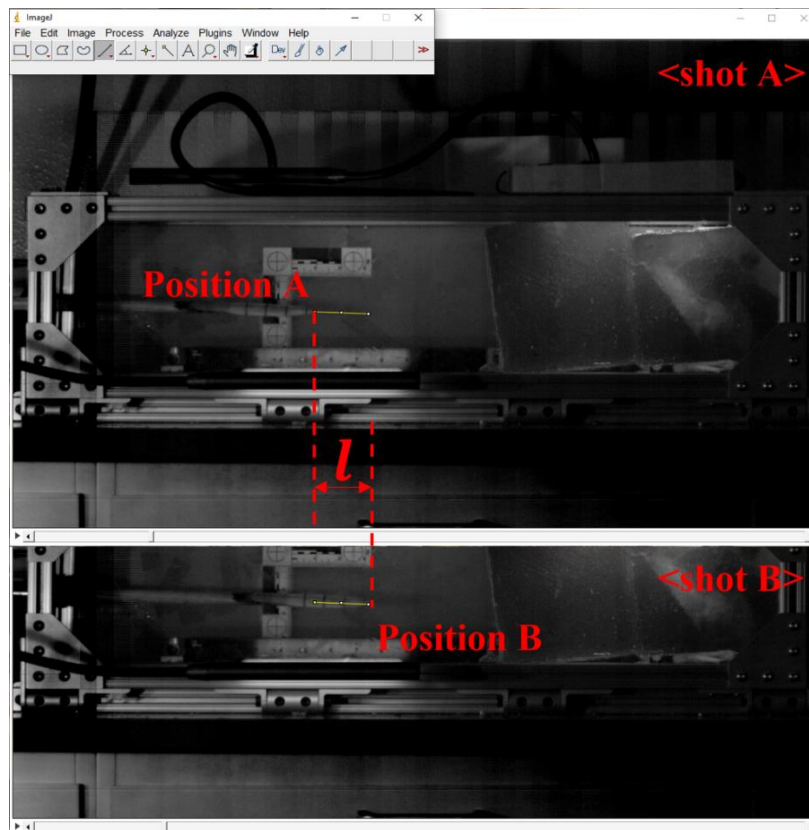 ImageJ
File Edit Image Process Analyze Plugins Window Help
Dev
<shot A>
Position A
l
<shot B>
Position B